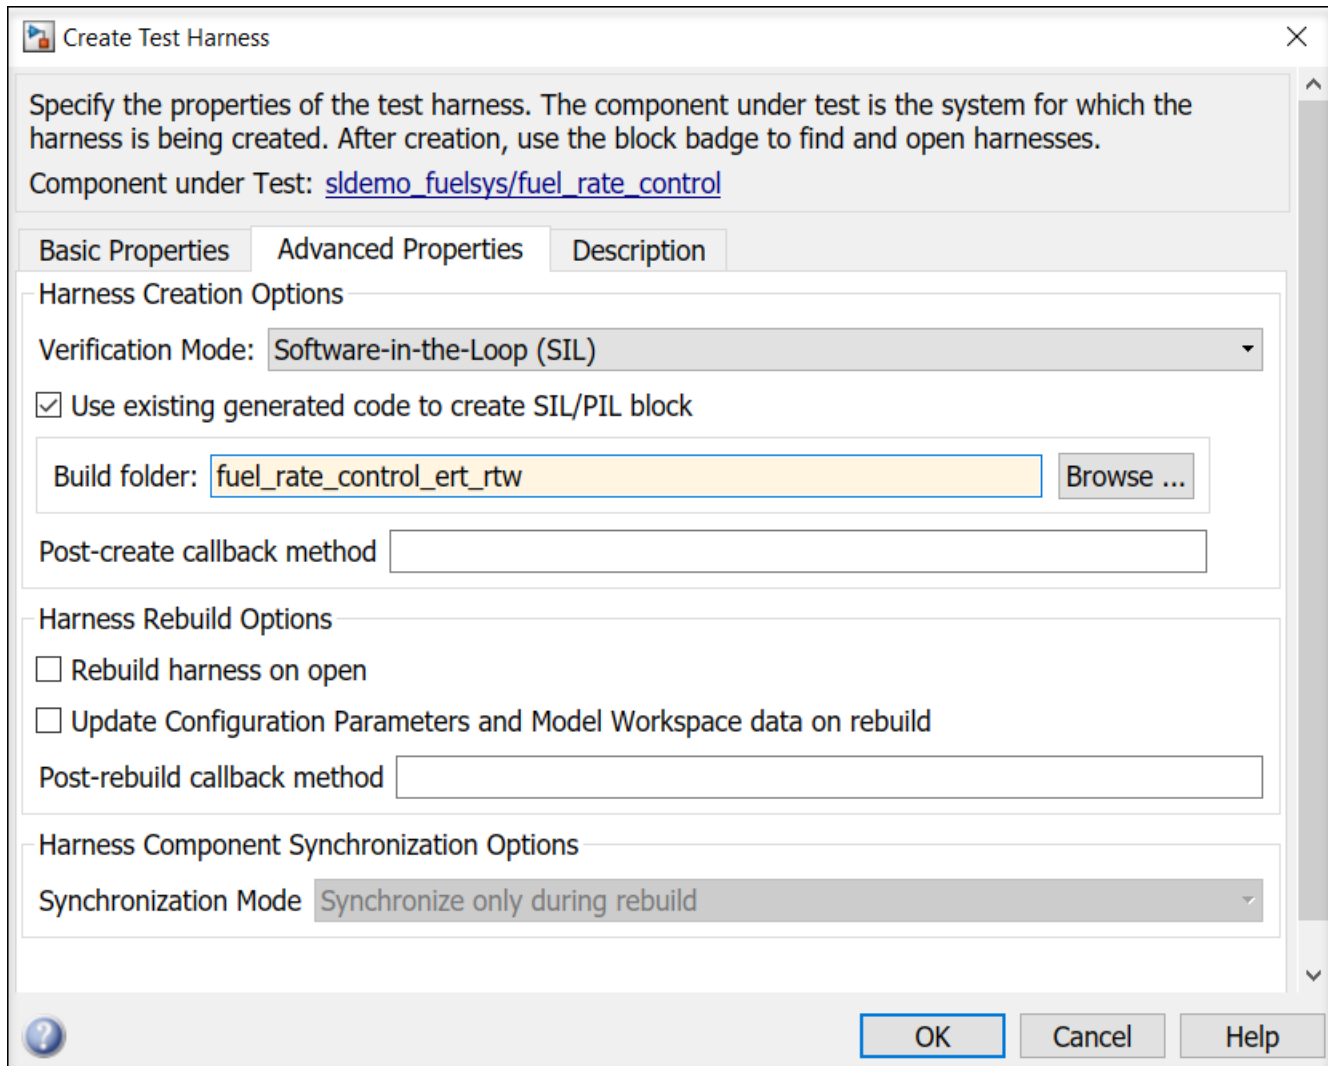 Create Test Harness
Specify the properties of the test harness. The component under test is the system for which the
harness is being created. After creation, use the block badge to find and open harnesses.
Component under Test: sldemo_fuelsys/fuel_rate_control
Basic Properties Advanced Properties Description
Harness Creation Options
Verification Mode: Software-in-the-Loop (SIL)
Use existing generated code to create SIL/PIL block
Build folder: fuel_rate_control_ert_rtw Browse ...
Post-create callback method
Harness Rebuild Options
Rebuild harness on open
Update Configuration Parameters and Model Workspace data on rebuild
Post-rebuild callback method
Harness Component Synchronization Options
Synchronization Mode Synchronize only during rebuild
? OK Cancel Help